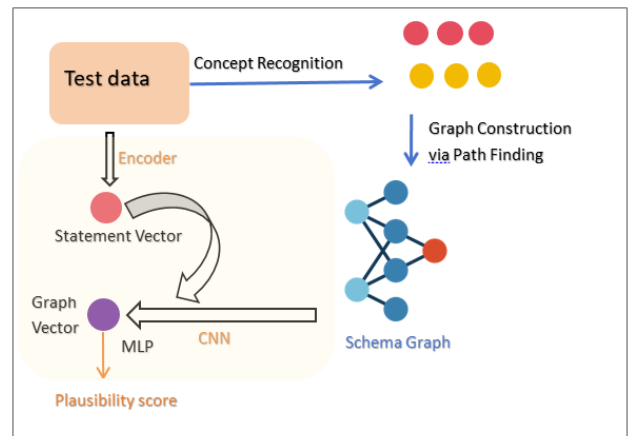 Test data
Concept Recognition
Graph Construction
via Path Finding
Encoder
Statement Vector
Graph
Vector
MLP
CNN
Schema Graph
Plausibility score